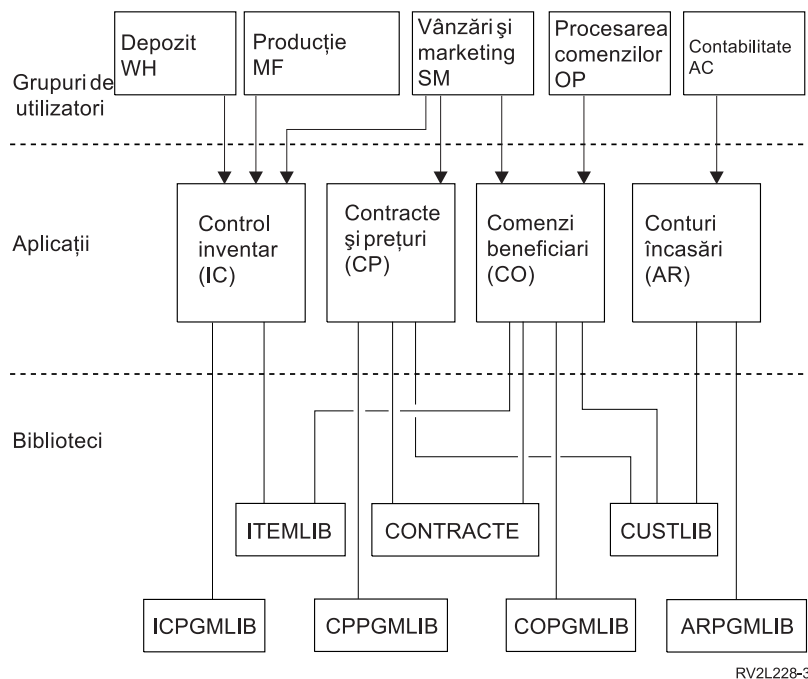 Depozit
WH
Producție
MF
Vânzări și
marketing
SM
Procesarea
comenzilor
OP
Contabilitate
AC
Grupuri de
utilizatori
Control
inventar
(IC)
Contracte
și prețuri
(CP)
Comenzi
beneficiari
(CO)
Conturi
încasări
(AR)
Aplicații
Biblioteci
ITEMLIB
CONTRACTE
CUSTLIB
ICPGMLIB
CPPGMLIB
COPGMLIB
ARPGMLIB
RV2L228-3